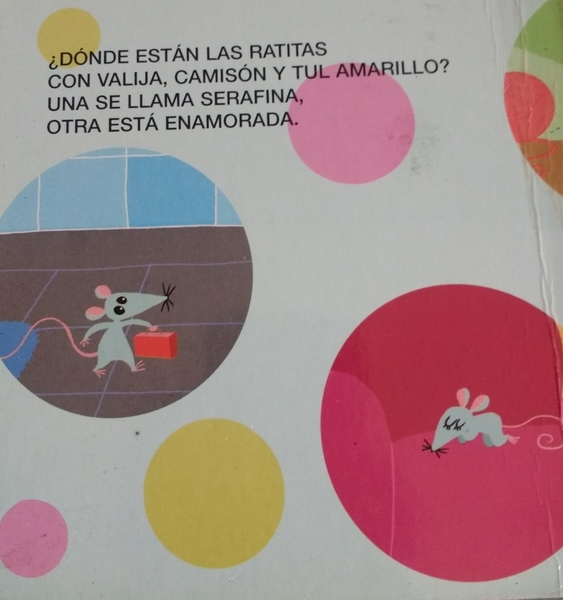 ¿DÓNDE ESTÁN LAS RATITAS
CON VALIJA, CAMISÓN Y TUL AMARILLO?
UNA SE LLAMA SERAFINA,
OTRA ESTÁ ENAMORADA.